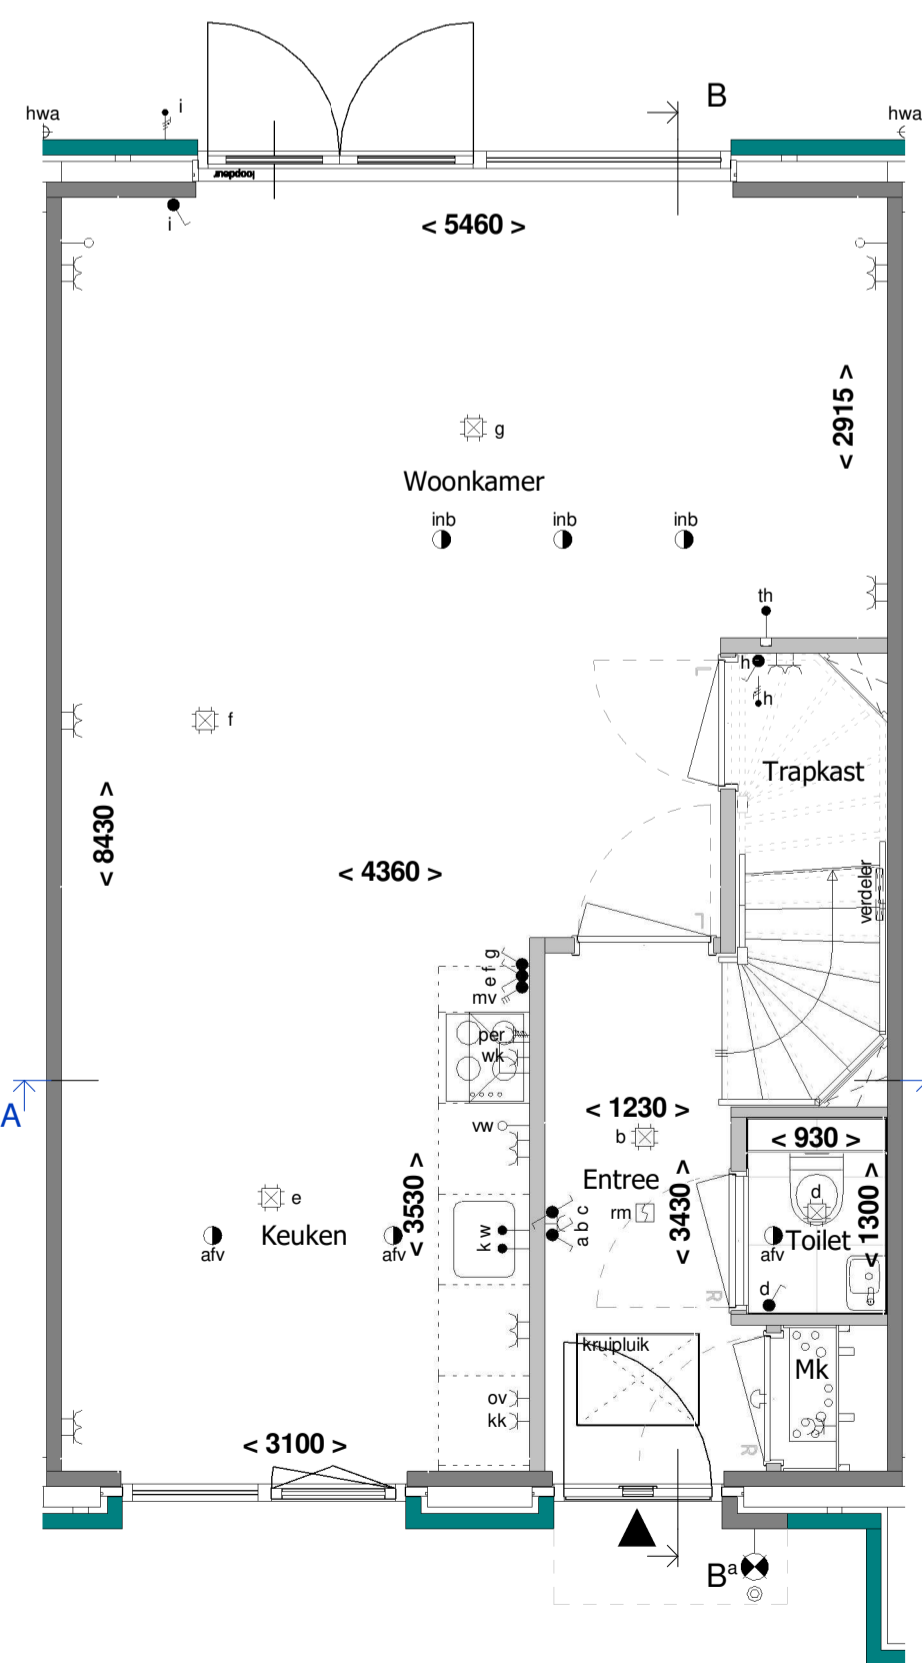 B
hwa
i
hwa
loopdeur
i
< 5460 >
< 2915 >
g
Woonkamer
inb
inb
inb
th
h
L
h
f
Trapkast
< 8430 >
< 4360 >
verdeler
L
e f g
mv
per
wk
A
< 1230 >
vw
b
< 930 >
< 3530 >
Entree
< 3430 >
d
< 1300 >
e
rm
Keuken
k w
a b c
afv
afv
afv
Toilet
d
R
kruipluik
Mk
ov
kk
< 3100 >
R
Ba